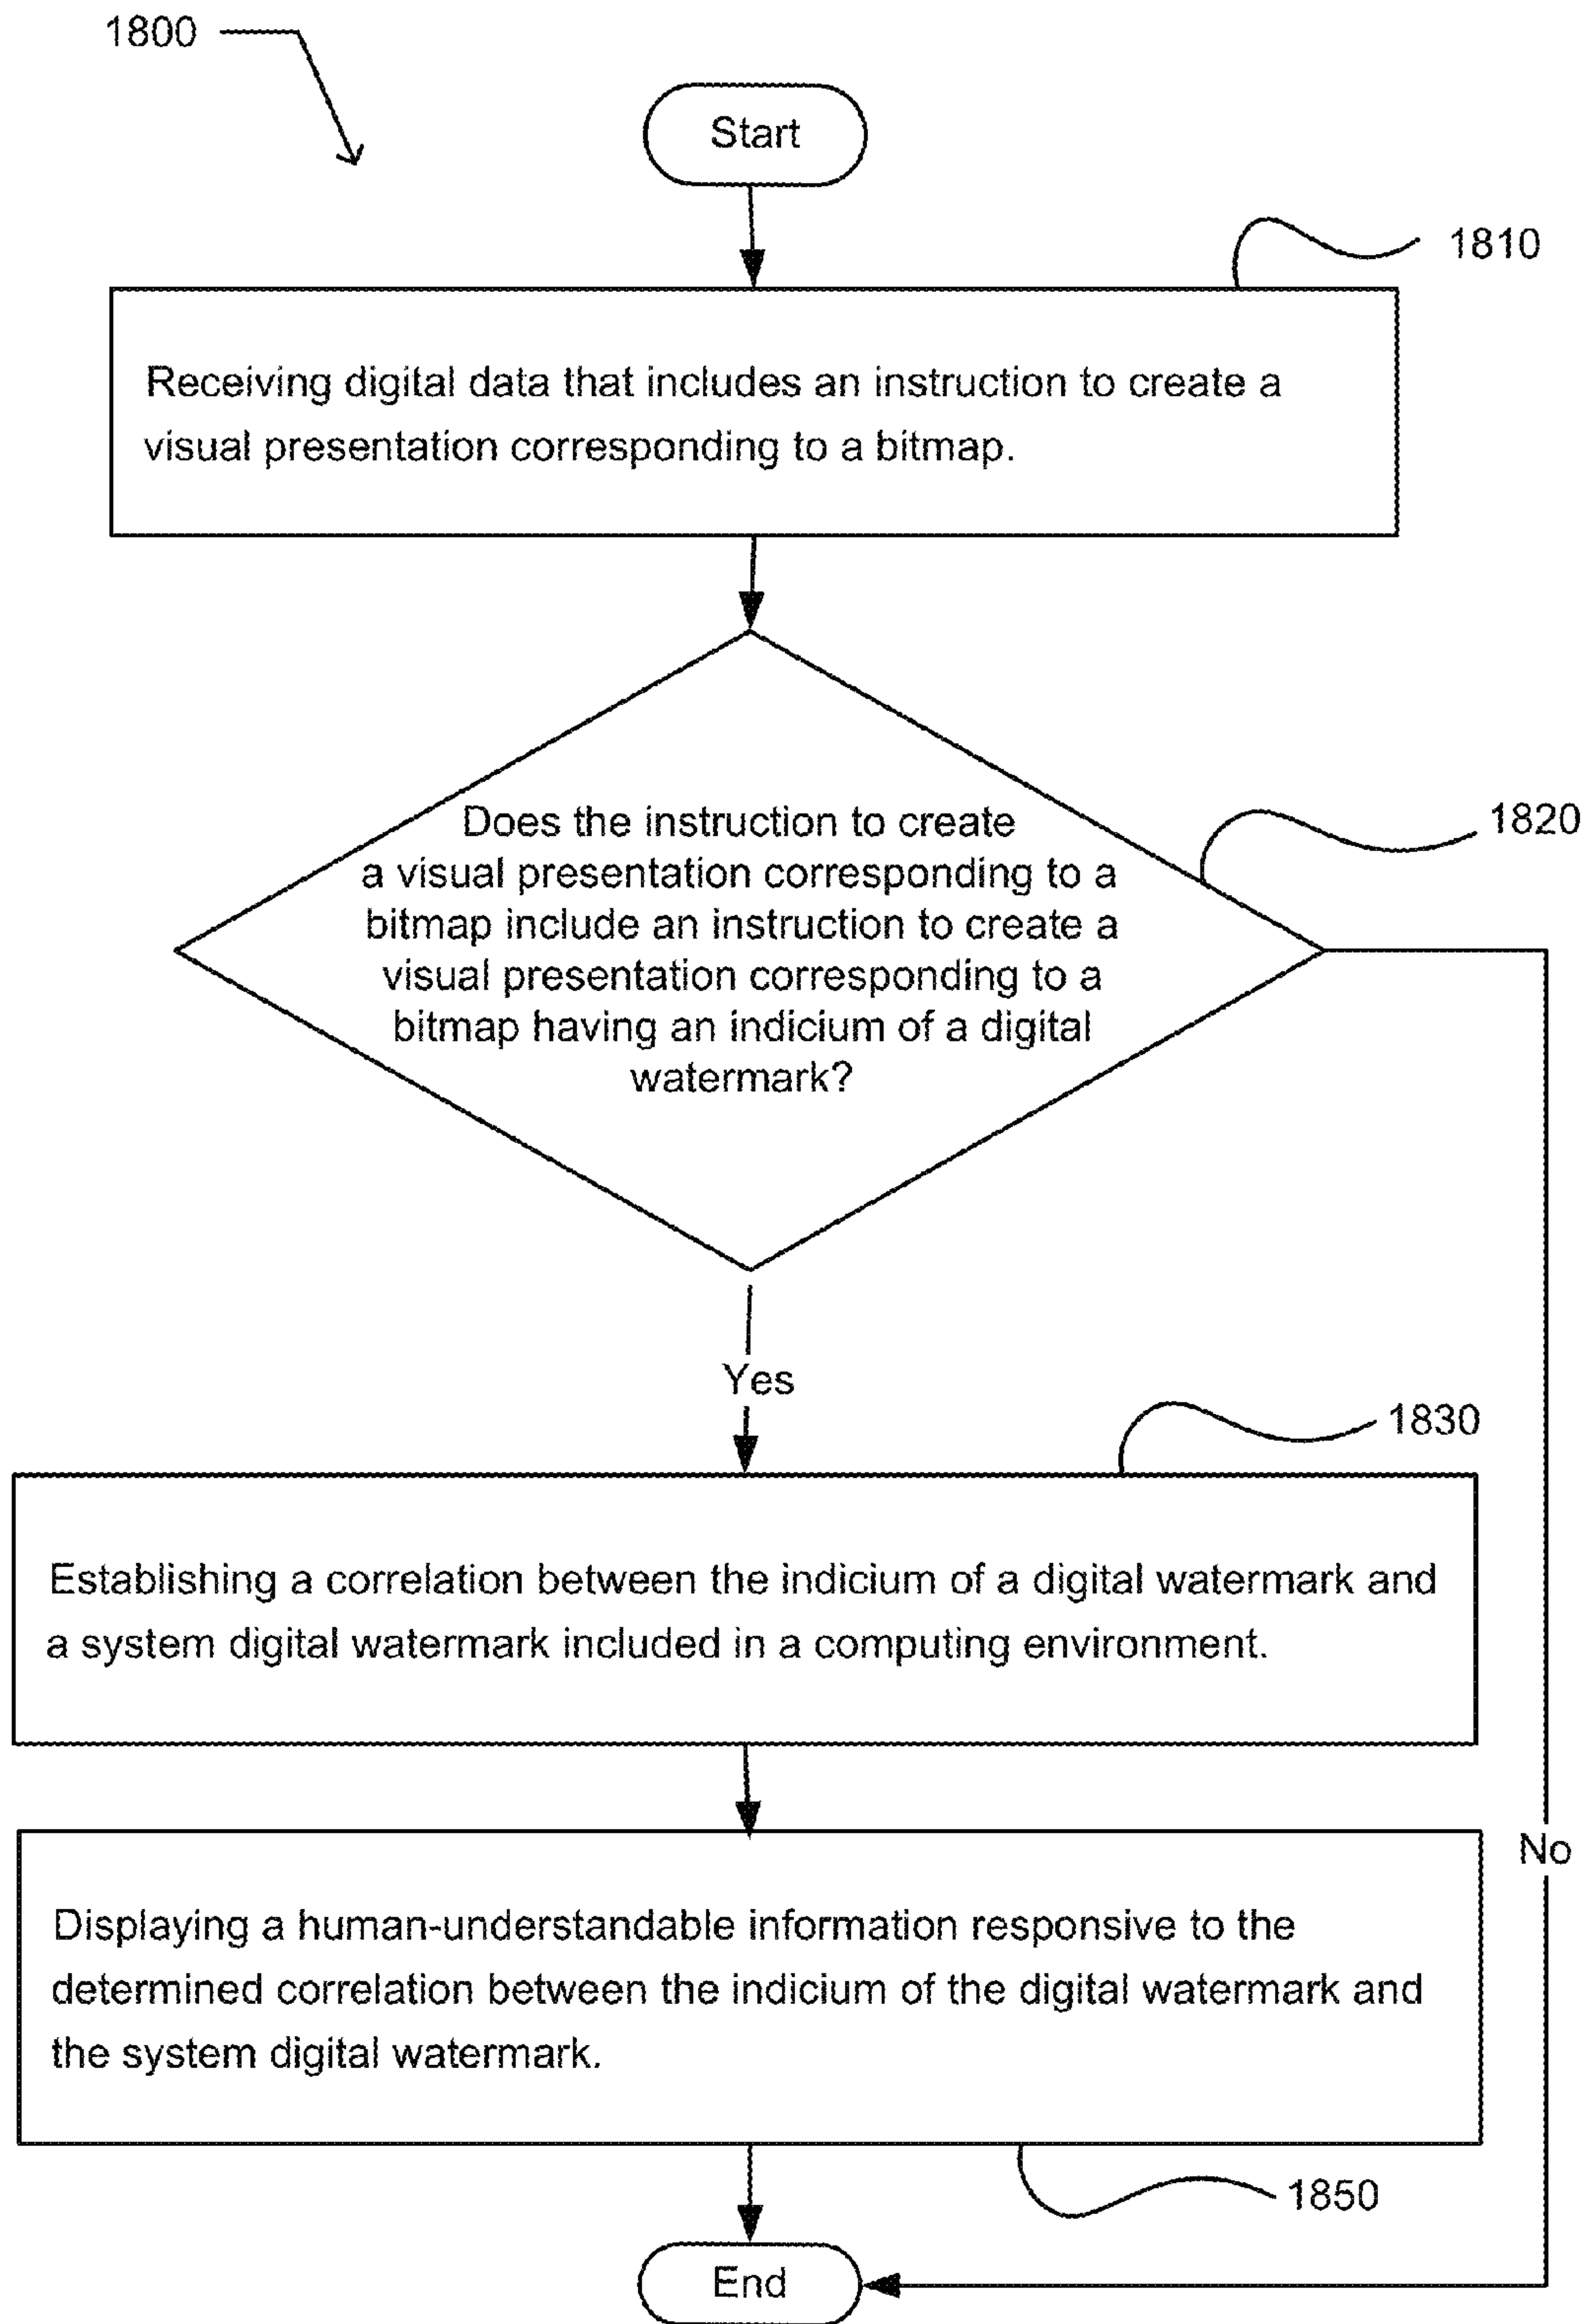 1800
Start
1810
Receiving digital data that includes an instruction to create a
visual presentation corresponding to a bitmap.
1820
Does the instruction to create
a visual presentation corresponding to a
bitmap include an instruction to create a
visual presentation corresponding to a
bitmap having an indicium of a digital
watermark?
Yes
1830
Establishing a correlation between the indicium of a digital watermark and
a system digital watermark included in a computing environment.
No
Displaying a human-understandable information responsive to the
determined correlation between the indicium of the digital watermark and
the system digital watermark.
1850
End